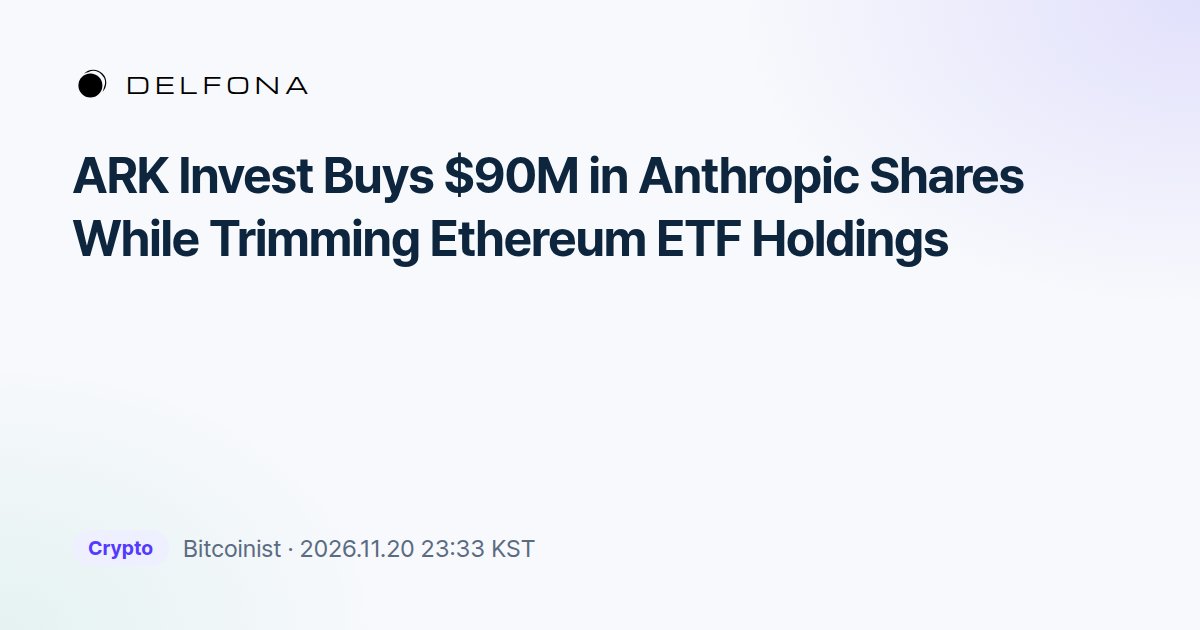 DELFONA
ARK Invest Buys $90M in Anthropic Shares
While Trimming Ethereum ETF Holdings
Crypto Bitcoinist · 2026.11.20 23:33 KST